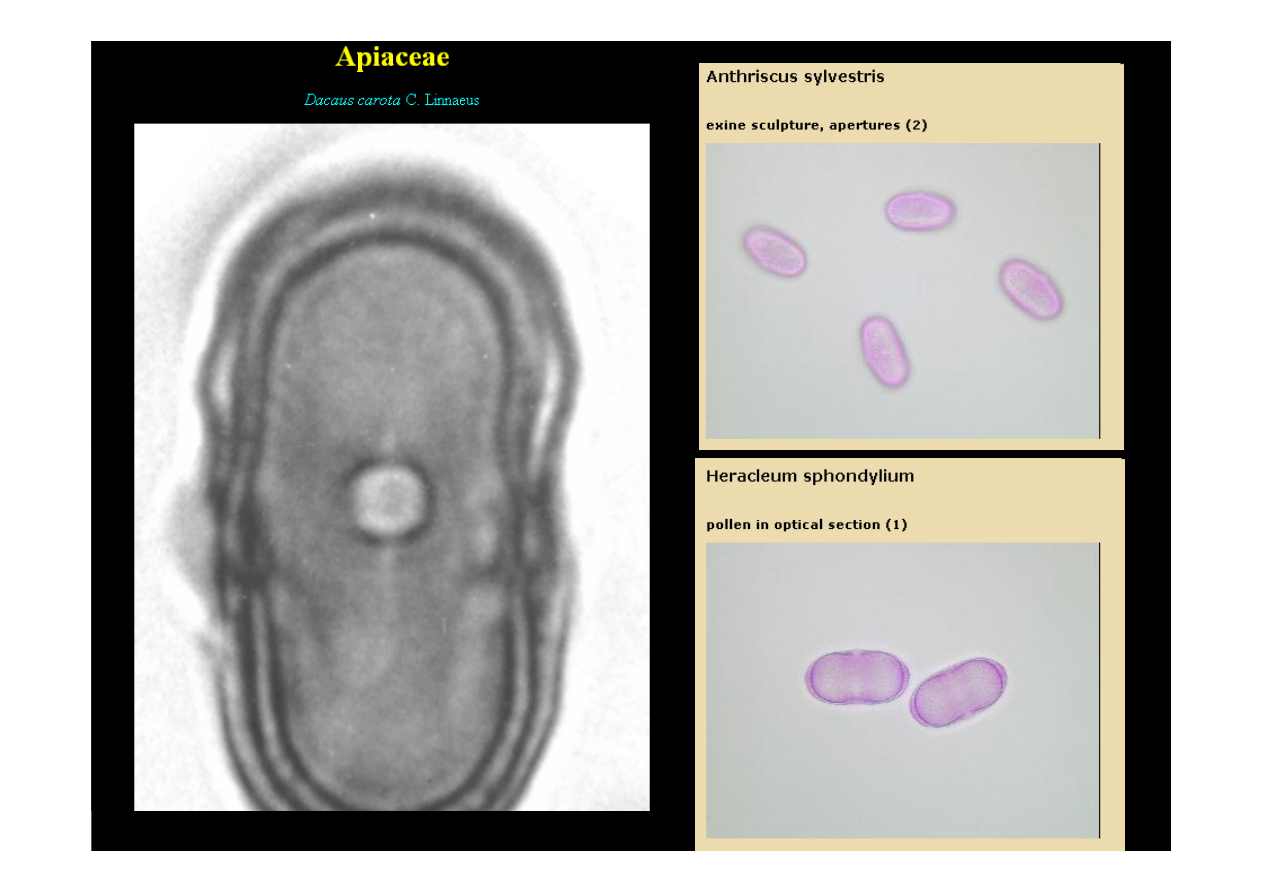 Apiaceae
Dacaus carota C. Linnaeus
Anthriscus sylvestris
exine sculpture, apertures (2)
Heracleum sphondylium
pollen in optical section (1)